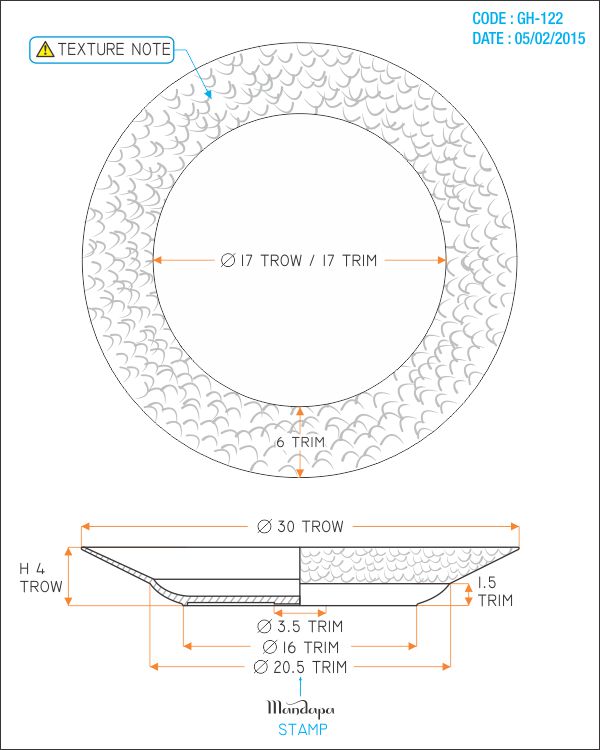 CODE : GH-122
DATE : 05/02/2015
TEXTURE NOTE
Ø 17 TROW / 17 TRIM
6 TRIM
Ø 30 TROW
H 4
TROW
1.5
TRIM
Ø 3.5 TRIM
Ø 16 TRIM
Ø 20.5 TRIM
Mandapa
STAMP